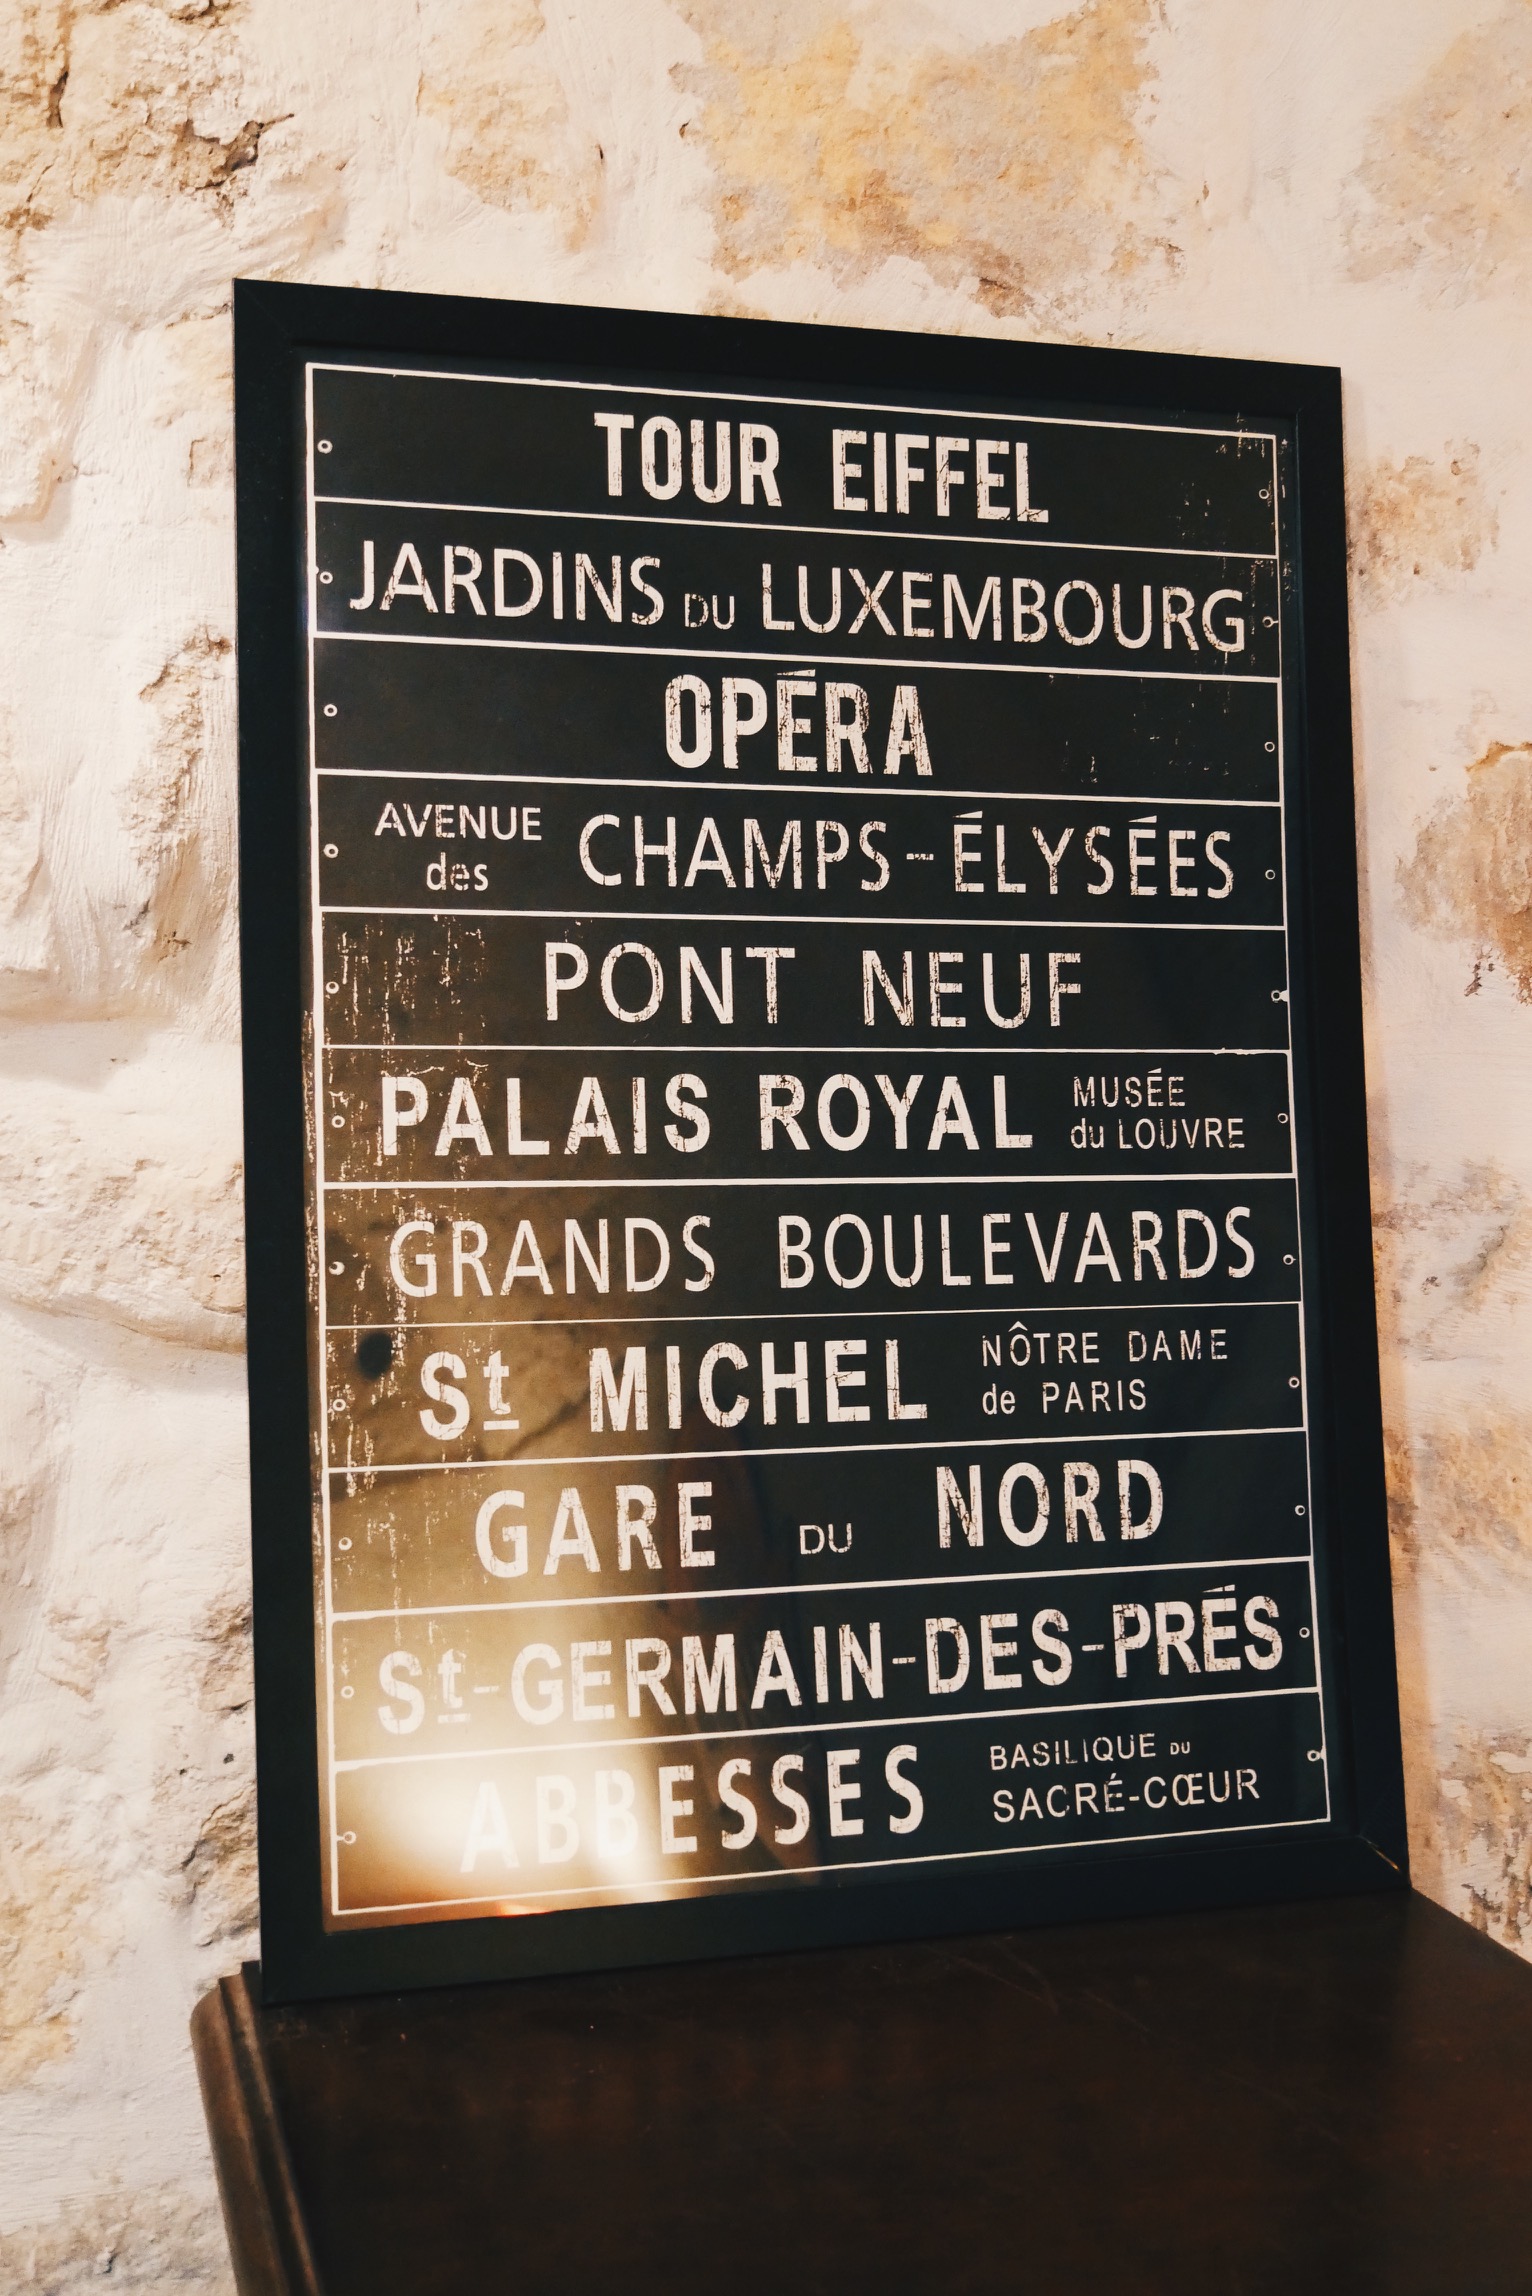 TOUR EIFFEL
JARDINS DU LUXEMBOURG
OPÉRA
AVENUE
des
CHAMPS-ÉLYSÉES
PONT NEUF
PALAIS ROYAL
MUSÉE
du LOUVRE
GRANDS BOULEVARDS
St MICHEL
NÔTRE DAME
de PARIS
GARE DU NORD
St-GERMAIN-DES-PRÉS
ABBESSES
BASILIQUE DU
SACRÉ-CŒUR